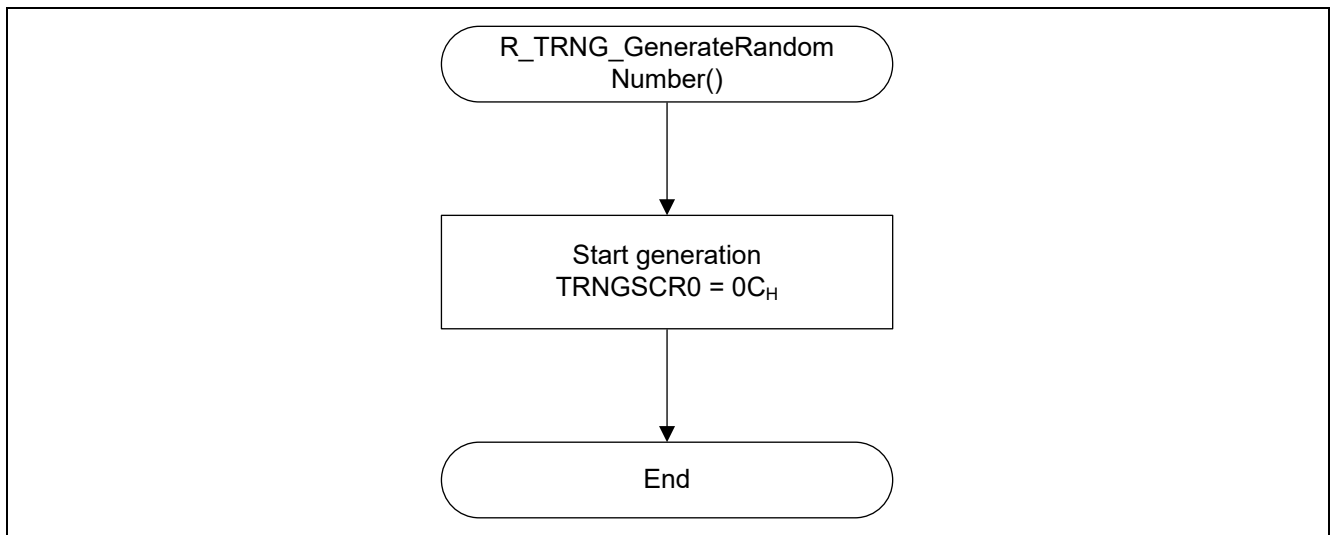 R_TRNG_GenerateRandom
Number()
Start generation
TRNGSCR0 = 0CH
End